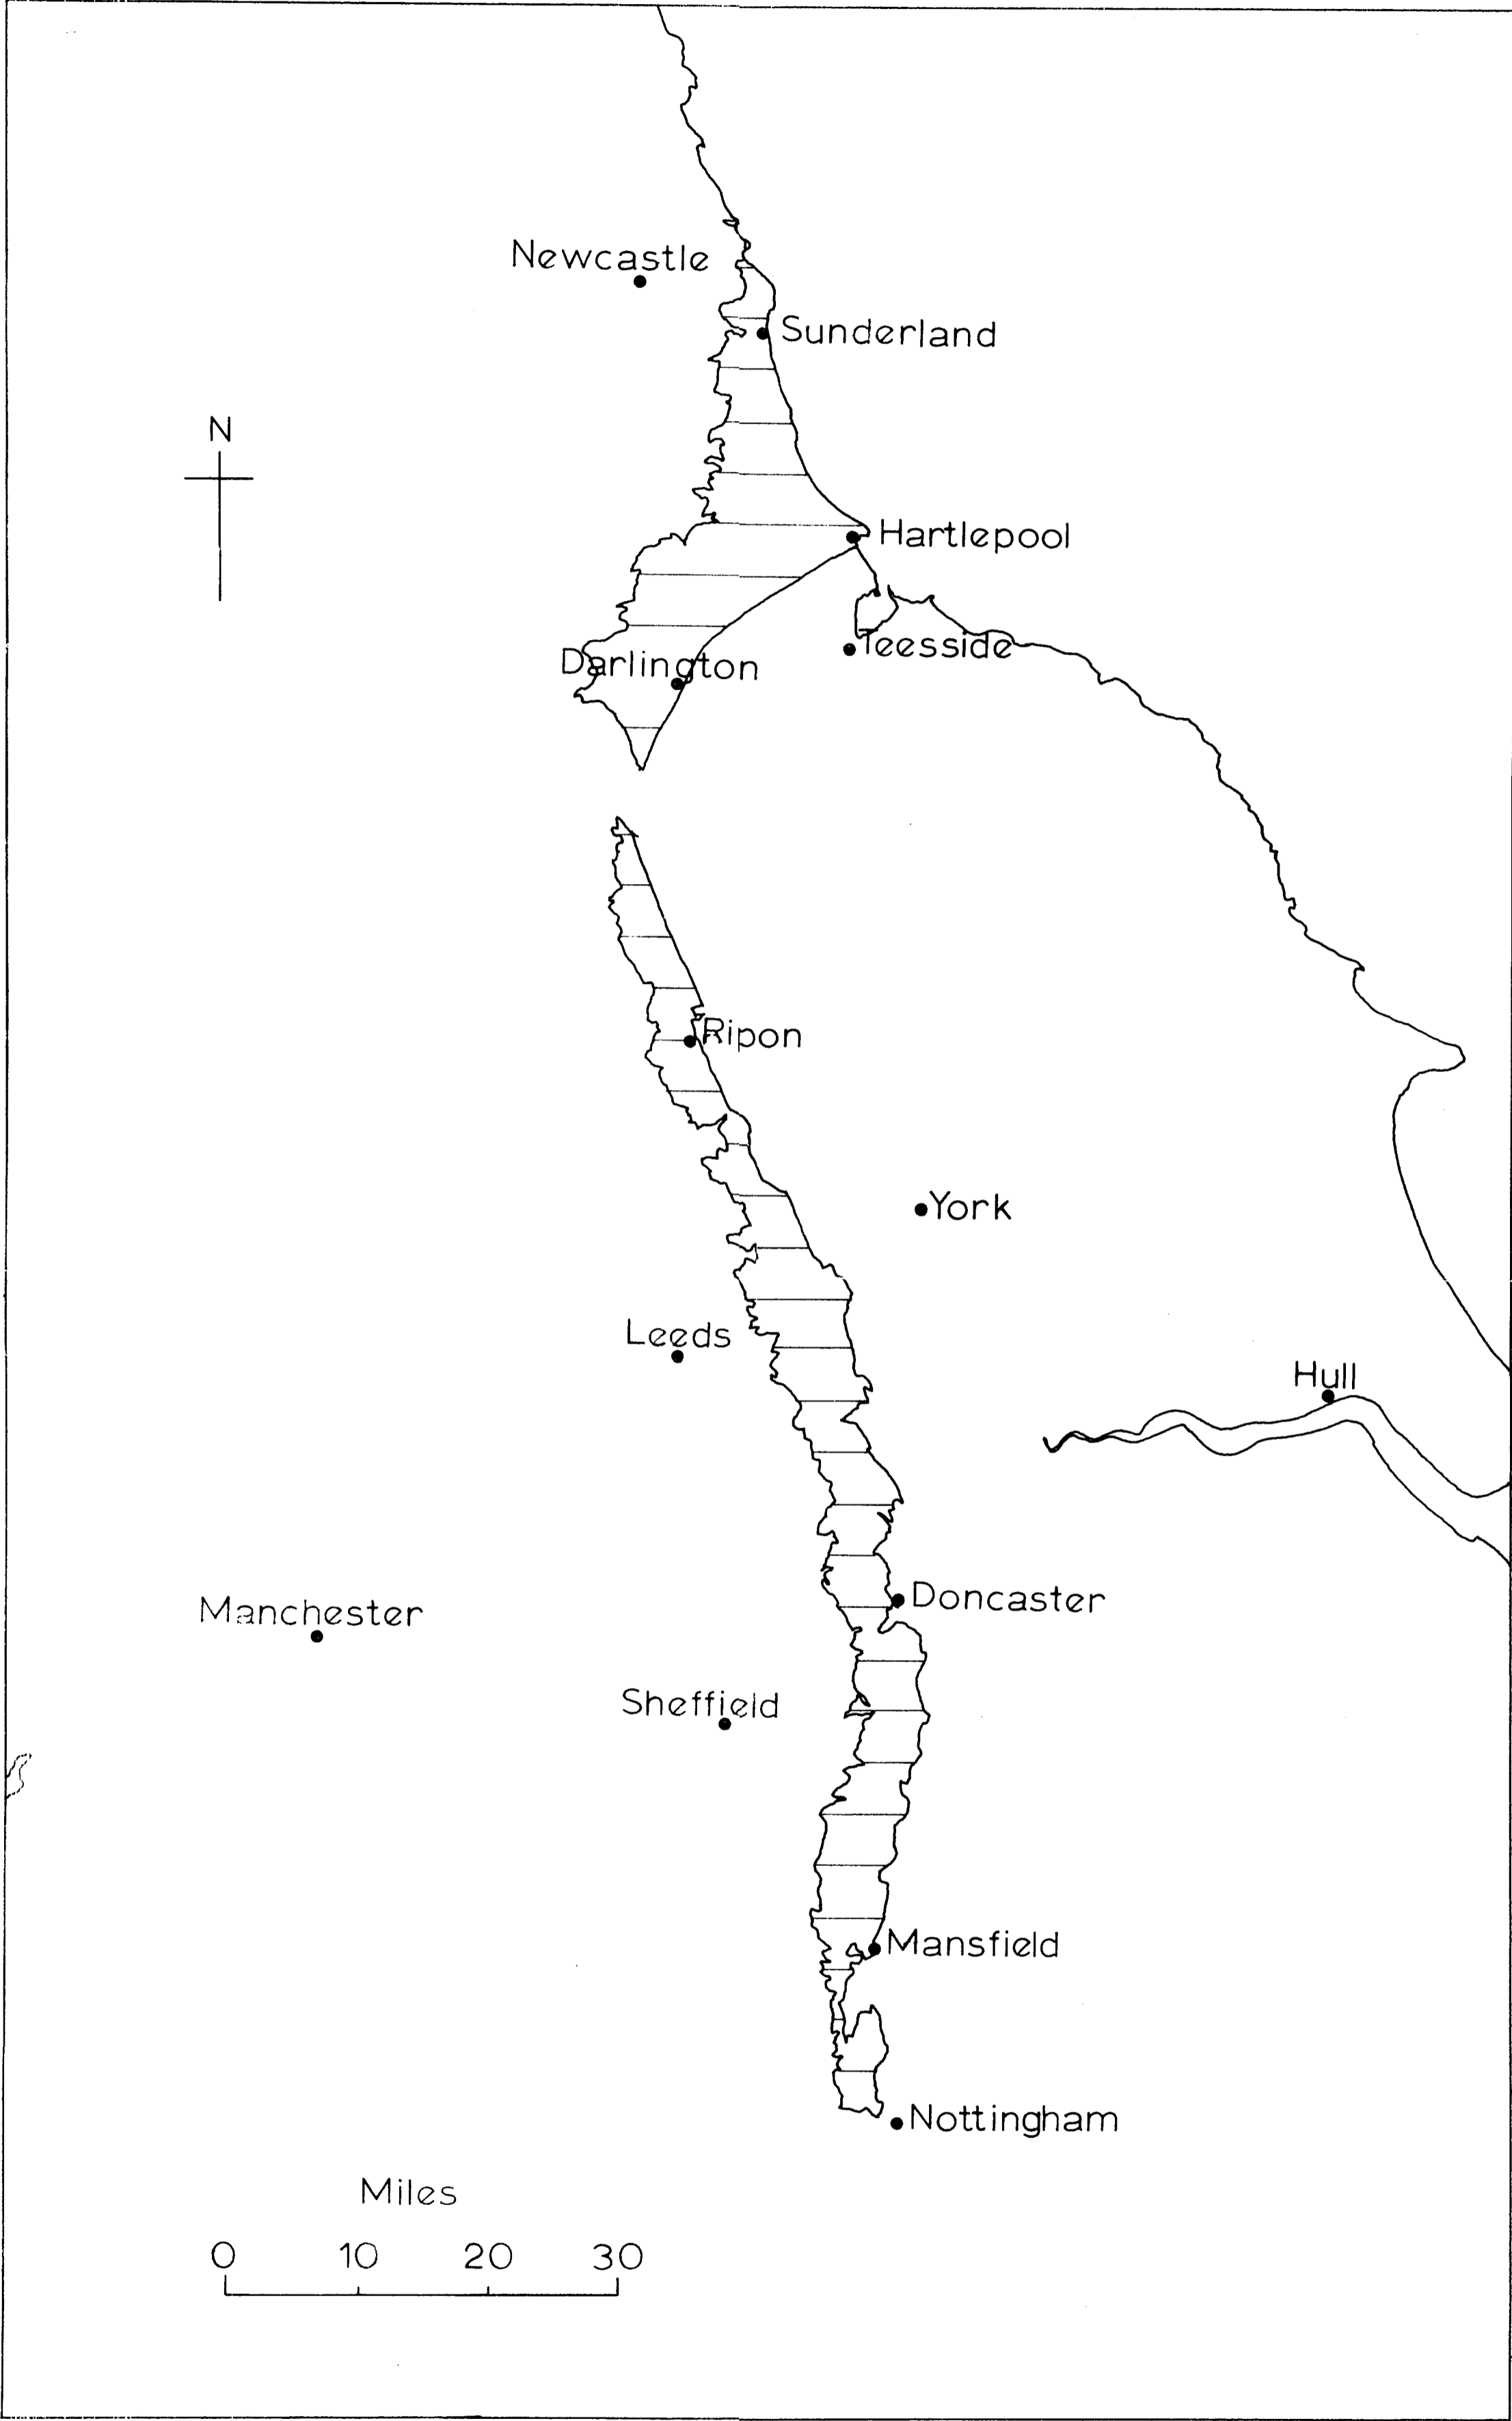 Newcastle
Sunderland
N
Hartlepool
Teesside
Darlington
Ripon
York
Leeds
Hull
Doncaster
Manchester
Sheffield
Mansfield
Nottingham
Miles
0 10 20 30